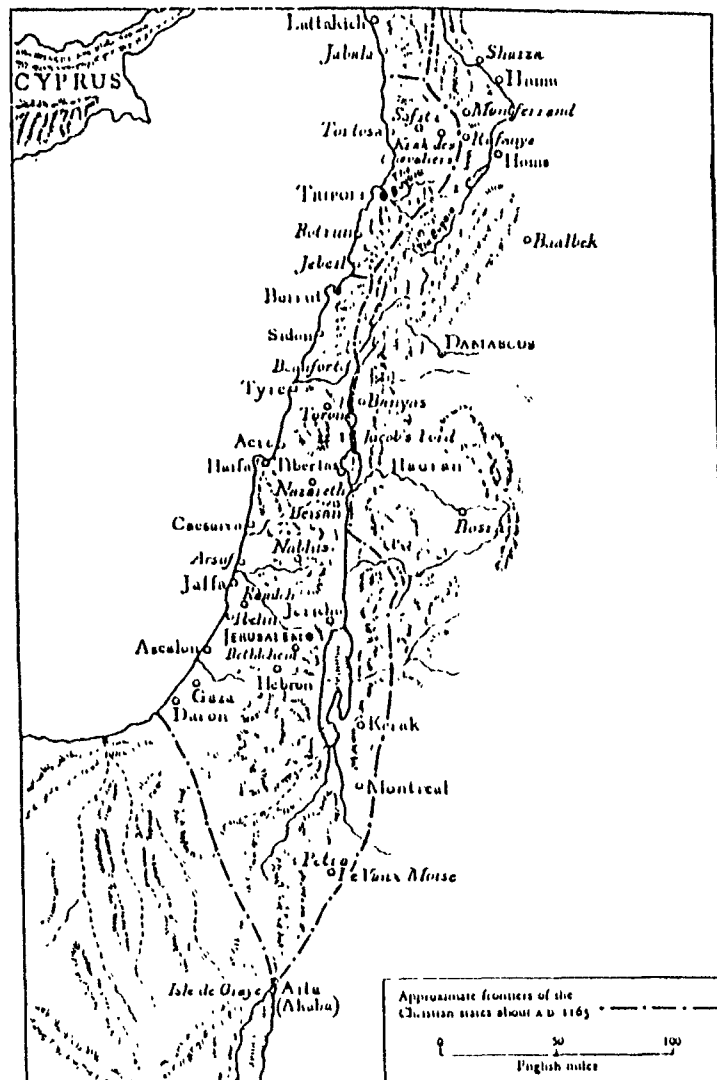 Lattakieh
Jabala
CYPRUS
Shaizar
Hama
Montferrand
Safita
Tortosa
Krak des
Chevaliers
Rafanya
Homs
TRIPOLI
Botrun
Baalbek
Jebeil
Beirut
Sidon
DAMASCUS
Beaufort
Tyre
Banyas
Toron
Acre
Jacob's Ford
Haifa
Tiberias
HAURAN
Nazareth
Beisan
Caesarea
Nablus
Arsuf
Jaffa
Ramleh
Ibelin
Jericho
JERUSALEM
Ascalon
Bethlehem
Hebron
Gaza
Daron
Kerak
Montreal
Petra
Le Vaux Moise
Isle de Graye
Aila
(Akaba)
Approximate frontiers of the
Christian states about A.D. 1165
0 50 100
English miles